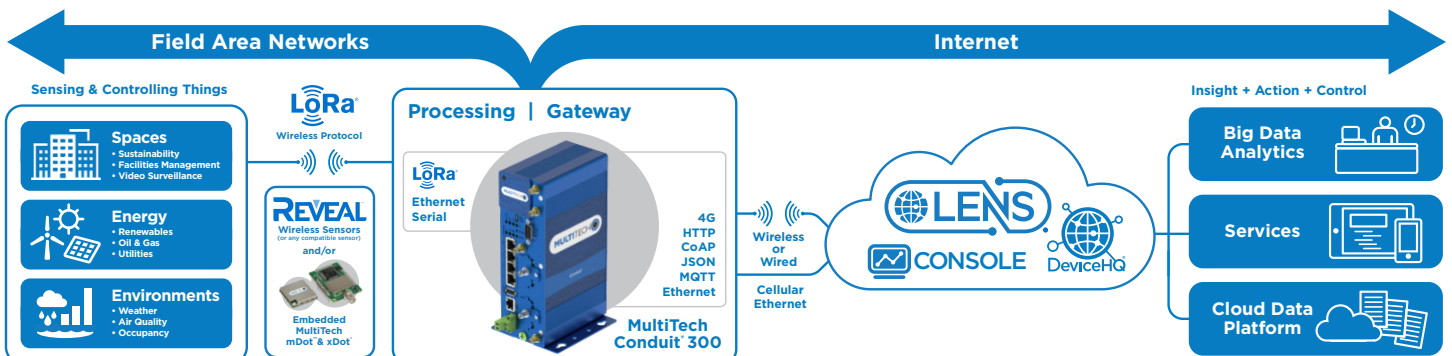 Field Area Networks
Internet
Sensing & Controlling Things
Spaces
• Sustainability
• Facilities Management
• Video Surveillance
Energy
• Renewables
• Oil & Gas
• Utilities
Environments
• Weather
• Air Quality
• Occupancy
LoRa®
Wireless Protocol
REVEAL™
Wireless Sensors
(or any compatible sensor)
and/or
Embedded
MultiTech
mDot™ & xDot®
Processing | Gateway
LoRa®
Ethernet
Serial
MULTITECH
MULTITECH
4G
HTTP
CoAP
JSON
MQTT
Ethernet
MultiTech
Conduit® 300
Wireless
or
Wired
Cellular
Ethernet
LENS®
CONSOLE
DeviceHQ®
Insight + Action + Control
Big Data
Analytics
Services
Cloud Data
Platform